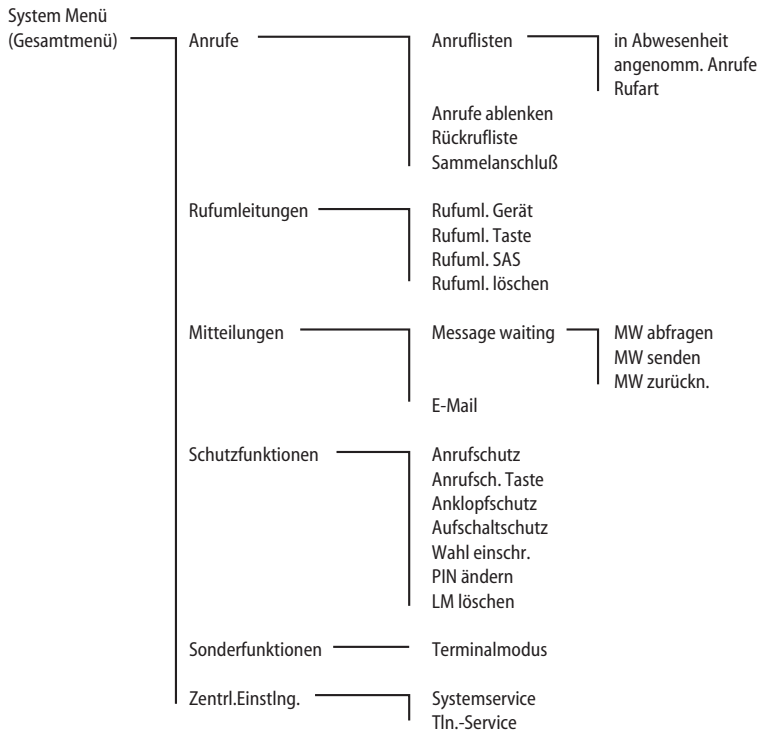 System Menü
(Gesamtmenü) Anrufe Anruflisten in Abwesenheit
angenomm. Anrufe
Rufart
Anrufe ablenken
Rückrufliste
Sammelanschluß
Rufumleitungen Rufuml. Gerät
Rufuml. Taste
Rufuml. SAS
Rufuml. löschen
Mitteilungen Message waiting MW abfragen
MW senden
MW zurückn.
E-Mail
Schutzfunktionen Anrufschutz
Anrufsch. Taste
Anklopfschutz
Aufschaltschutz
Wahl einschr.
PIN ändern
LM löschen
Sonderfunktionen Terminalmodus
Zentrl.Einstlng. Systemservice
Tln.-Service